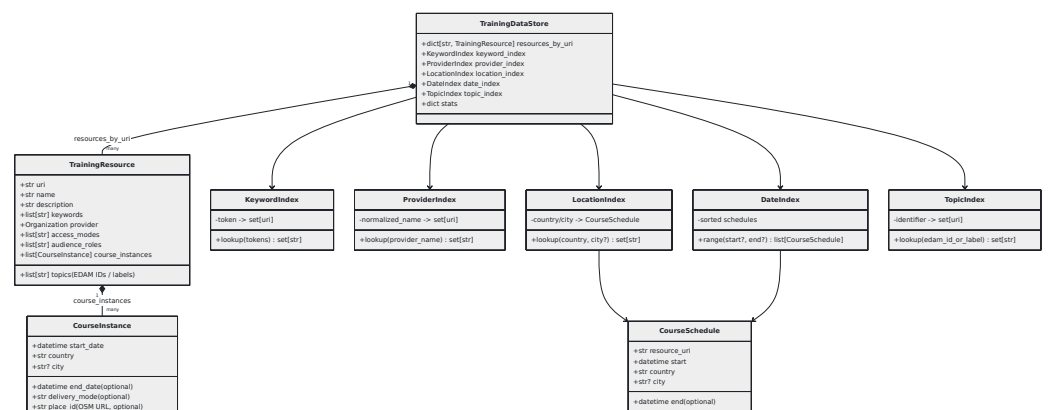 TrainingDataStore
+dict[str, TrainingResource] resources_by_uri
+KeywordIndex keyword_index
+ProviderIndex provider_index
+LocationIndex location_index
+DateIndex date_index
+TopicIndex topic_index
+dict stats
1
resources_by_uri
many
TrainingResource
+str uri
+str name
+str description
+list[str] keywords
+Organization provider
+list[str] access_modes
+list[str] audience_roles
+list[CourseInstance] course_instances
+list[str] topics(EDAM IDs / labels)
KeywordIndex
-token -> set[uri]
+lookup(tokens) : set[str]
ProviderIndex
-normalized_name -> set[uri]
+lookup(provider_name) : set[str]
LocationIndex
-country/city -> CourseSchedule
+lookup(country, city?) : set[str]
DateIndex
-sorted schedules
+range(start?, end?) : list[CourseSchedule]
TopicIndex
-identifier -> set[uri]
+lookup(edam_id_or_label) : set[str]
1
course_instances
many
CourseInstance
+datetime start_date
+str country
+str? city
+datetime end_date(optional)
+str delivery_mode(optional)
+str place_id(OSM URL, optional)
CourseSchedule
+str resource_uri
+datetime start
+str country
+str? city
+datetime end(optional)